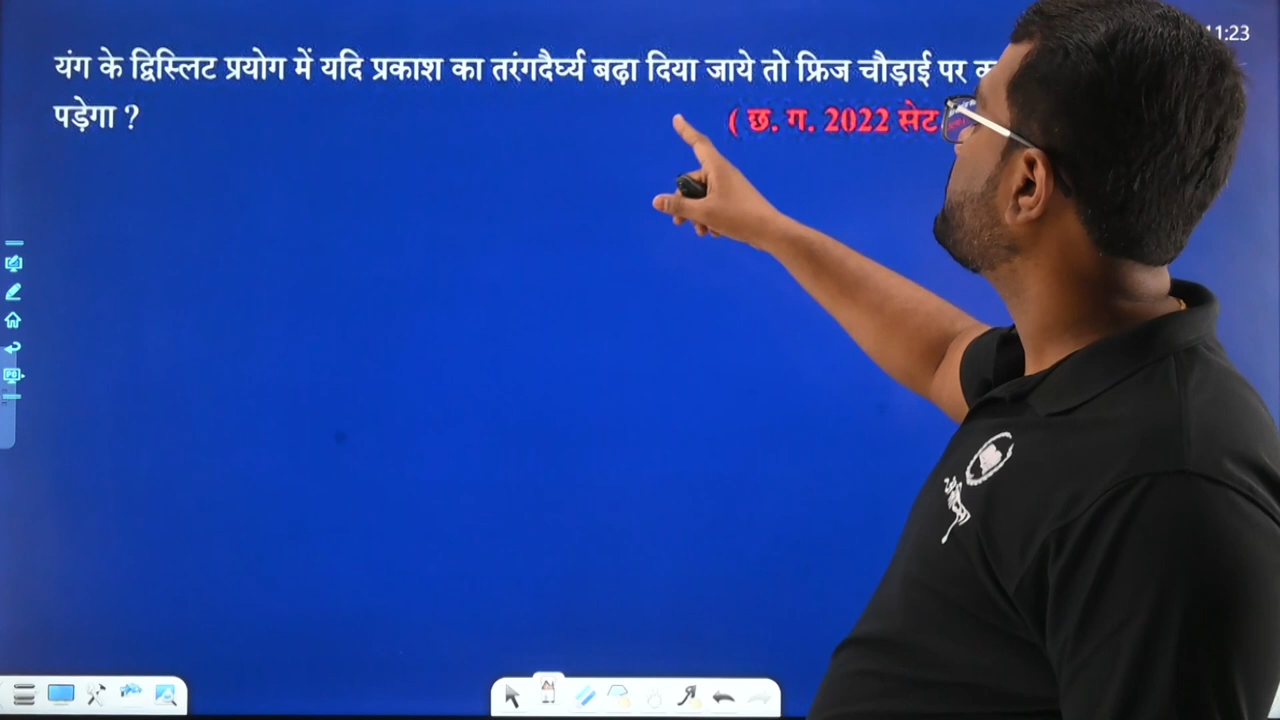 यंग के द्विस्लिट प्रयोग में यदि प्रकाश का तरंगदैर्घ्य बढ़ा दिया जाये तो फ्रिज चौड़ाई पर
पड़ेगा ?
( छ. ग. 2022 सेट
11:23